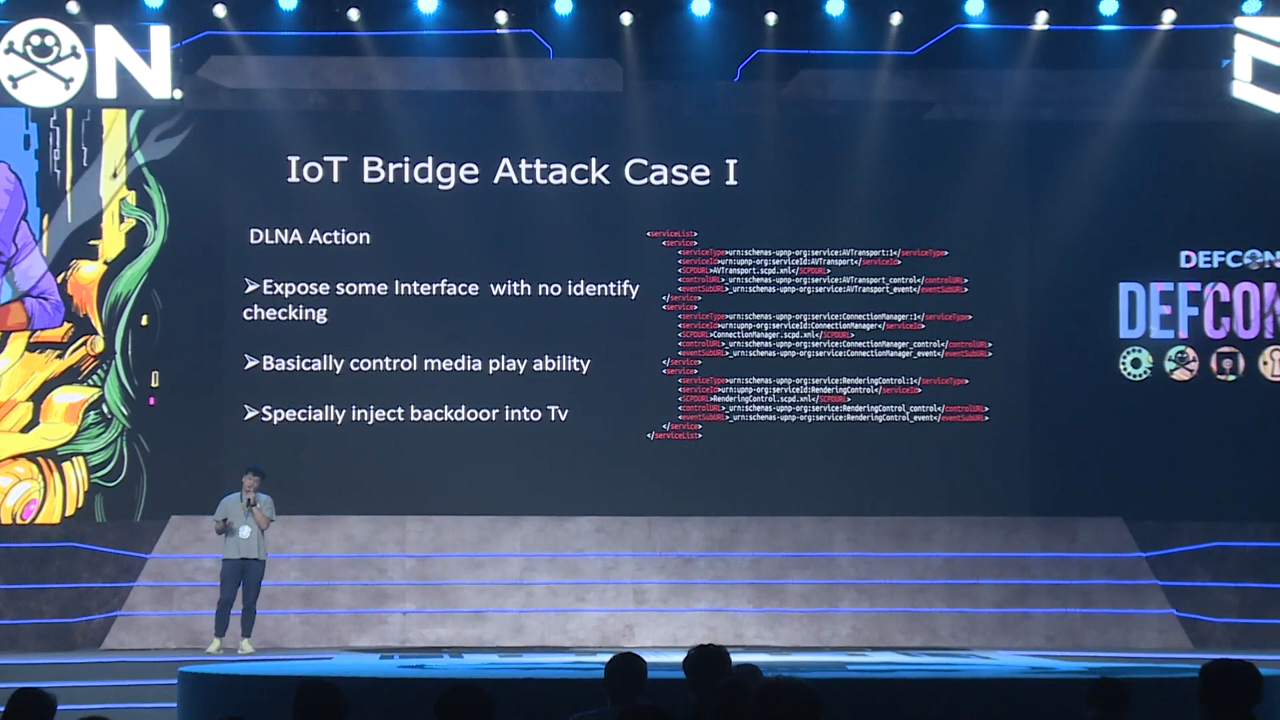 ON.
IoT Bridge Attack Case I
DLNA Action
➢Expose some Interface with no identify
checking
➢Basically control media play ability
➢Specially inject backdoor into Tv
<serviceList>
<service>
<serviceType>urn:schemas-upnp-org:service:AVTransport:1</serviceType>
<serviceId>urn:upnp-org:serviceId:AVTransport</serviceId>
<SCPDURL>AVTransport.scpd.xml</SCPDURL>
<controlURL>_urn:schemas-upnp-org:service:AVTransport_control</controlURL>
<eventSubURL>_urn:schemas-upnp-org:service:AVTransport_event</eventSubURL>
</service>
<service>
<serviceType>urn:schemas-upnp-org:service:ConnectionManager:1</serviceType>
<serviceId>urn:upnp-org:serviceId:ConnectionManager</serviceId>
<SCPDURL>ConnectionManager.scpd.xml</SCPDURL>
<controlURL>_urn:schemas-upnp-org:service:ConnectionManager_control</controlURL>
<eventSubURL>_urn:schemas-upnp-org:service:ConnectionManager_event</eventSubURL>
</service>
<service>
<serviceType>urn:schemas-upnp-org:service:RenderingControl:1</serviceType>
<serviceId>urn:upnp-org:serviceId:RenderingControl</serviceId>
<SCPDURL>RenderingControl.scpd.xml</SCPDURL>
<controlURL>_urn:schemas-upnp-org:service:RenderingControl_control</controlURL>
<eventSubURL>_urn:schemas-upnp-org:service:RenderingControl_event</eventSubURL>
</service>
</serviceList>
DEFCON
DEFCON